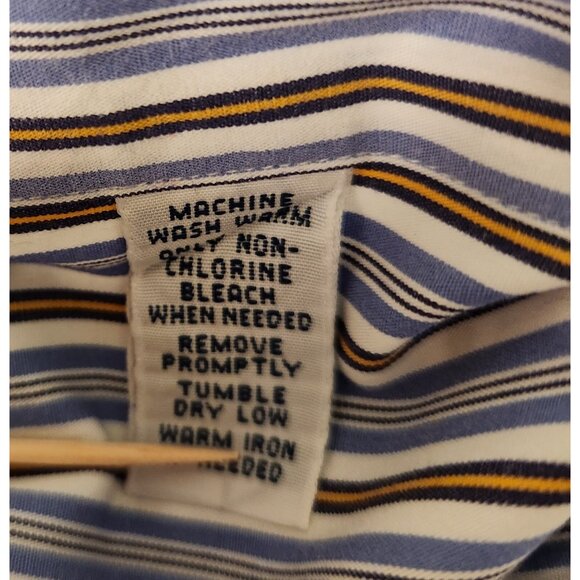 MACHINE
WASH WARM
ONLY NON-
CHLORINE
BLEACH
WHEN NEEDED
REMOVE
PROMPTLY
TUMBLE
DRY LOW
WARM IRON
NEEDED